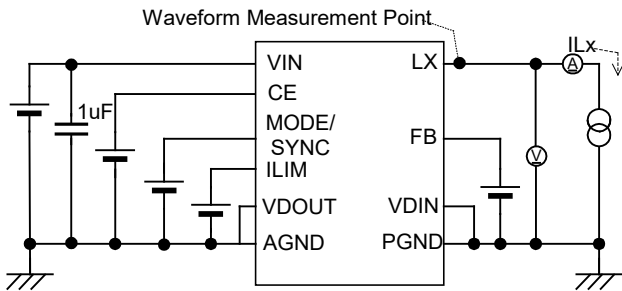 Waveform Measurement Point
ILx
VIN
LX
A
CE
1uF
MODE/
SYNC
FB
ILIM
V
VDOUT
VDIN
AGND
PGND